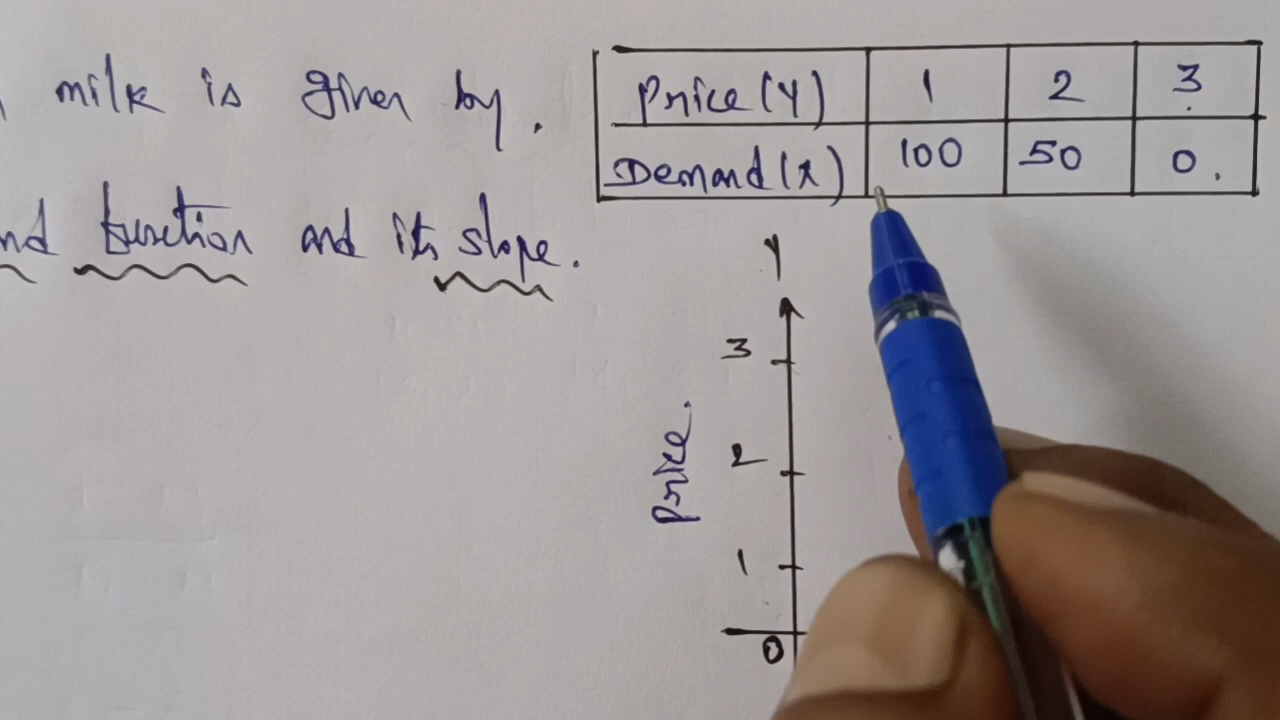 milk is given by.
Price(Y) 1 2 3
Demand(x) 100 50 0.
function and its slope.
Y
3
2
1
0
Price.